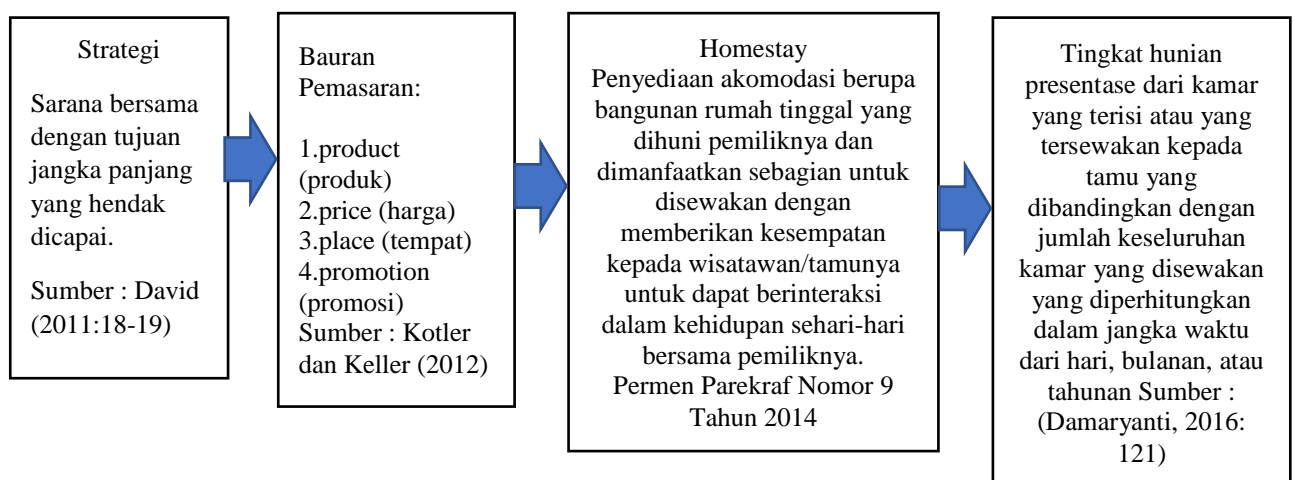 Strategi
Sarana bersama
dengan tujuan
jangka panjang
yang hendak
dicapai.
Sumber : David
(2011:18-19)
Bauran
Pemasaran:
1.product
(produk)
2.price (harga)
3.place (tempat)
4.promotion
(promosi)
Sumber : Kotler
dan Keller (2012)
Homestay
Penyediaan akomodasi berupa
bangunan rumah tinggal yang
dihuni pemiliknya dan
dimanfaatkan sebagian untuk
disewakan dengan
memberikan kesempatan
kepada wisatawan/tamunya
untuk dapat berinteraksi
dalam kehidupan sehari-hari
bersama pemiliknya.
Permen Parekraf Nomor 9
Tahun 2014
Tingkat hunian
presentase dari kamar
yang terisi atau yang
tersewakan kepada
tamu yang
dibandingkan dengan
jumlah keseluruhan
kamar yang disewakan
yang diperhitungkan
dalam jangka waktu
dari hari, bulanan, atau
tahunan Sumber :
(Damaryanti, 2016:
121)